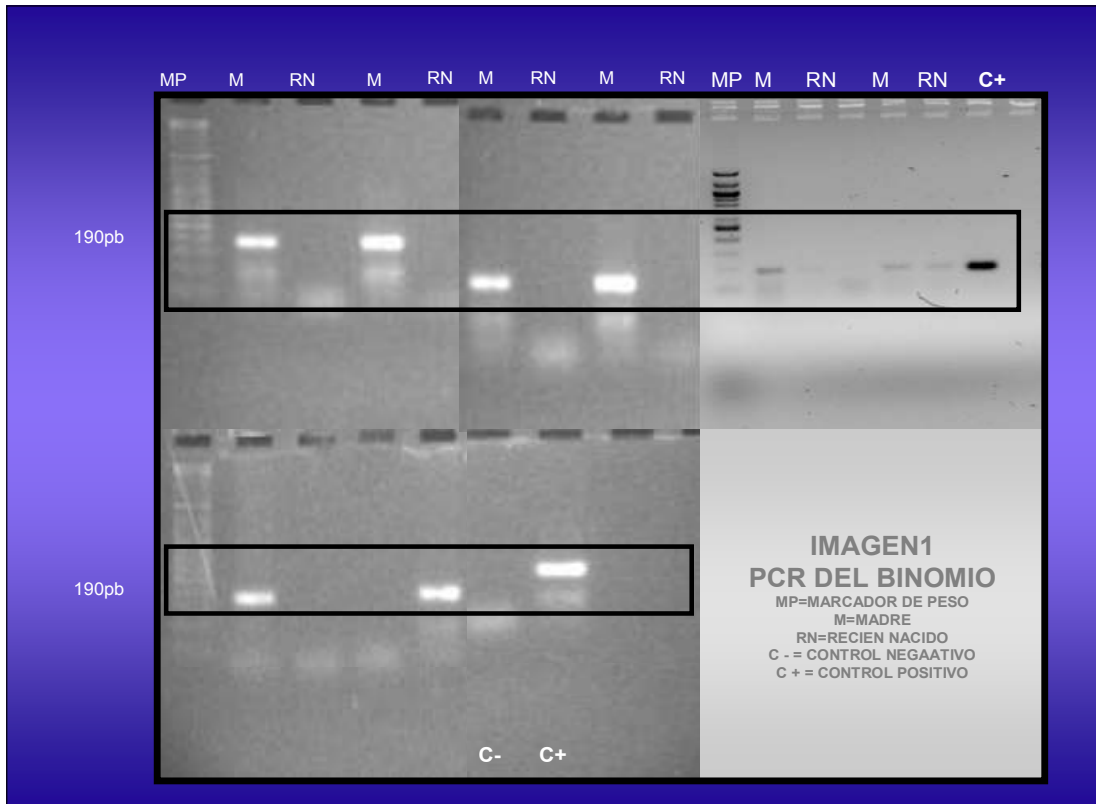 MP M RN M RN M RN M RN MP M RN M RN C+
190pb
190pb
IMAGEN1
PCR DEL BINOMIO
MP=MARCADOR DE PESO
M=MADRE
RN=RECIEN NACIDO
C - = CONTROL NEGAATIVO
C + = CONTROL POSITIVO
C- C+